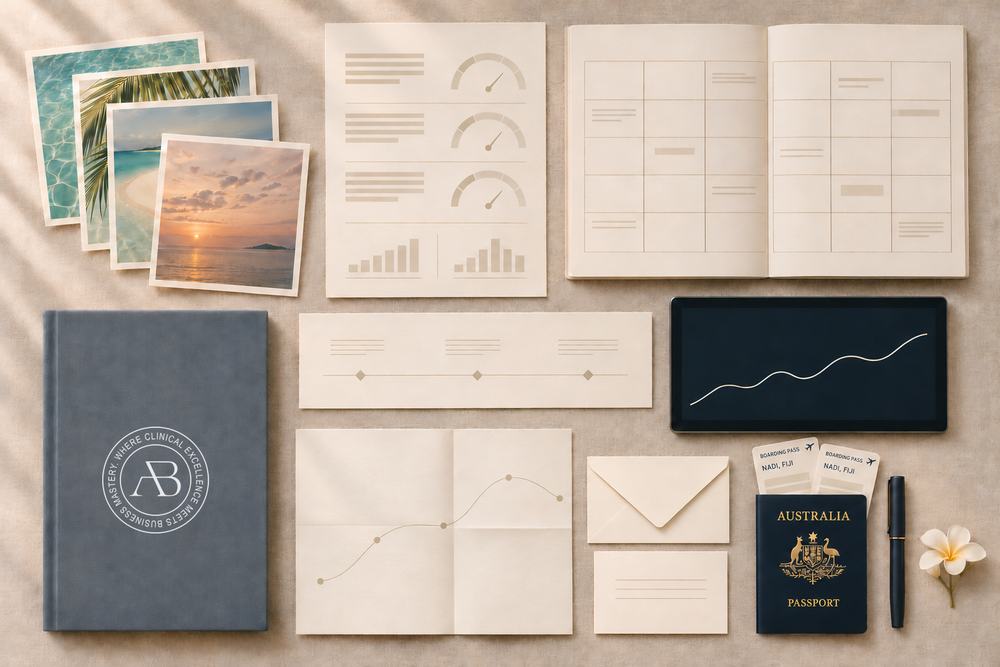 MASTERY. WHERE CLINICAL EXCELLENCE MEETS BUSINESS
AB
BOARDING PASS
NADI, FIJI
BOARDING PASS
NADI, FIJI
AUSTRALIA
PASSPORT